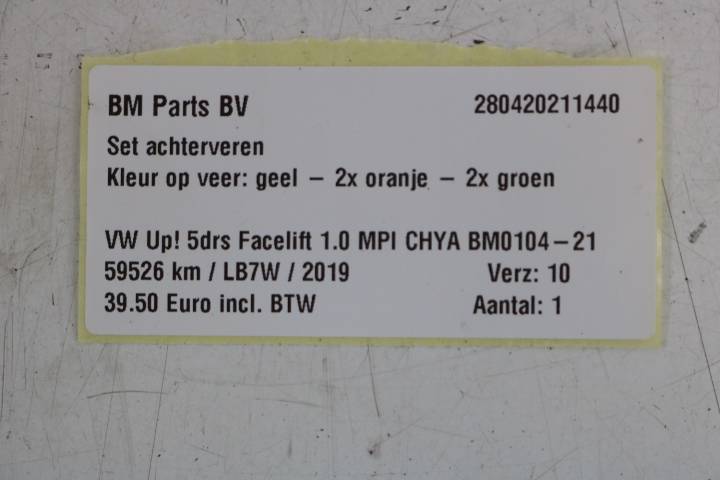 BM Parts BV 280420211440
Set achterveren
Kleur op veer: geel – 2x oranje – 2x groen
VW Up! 5drs Facelift 1.0 MPI CHYA BM0104–21
59526 km / LB7W / 2019 Verz: 10
39.50 Euro incl. BTW Aantal: 1